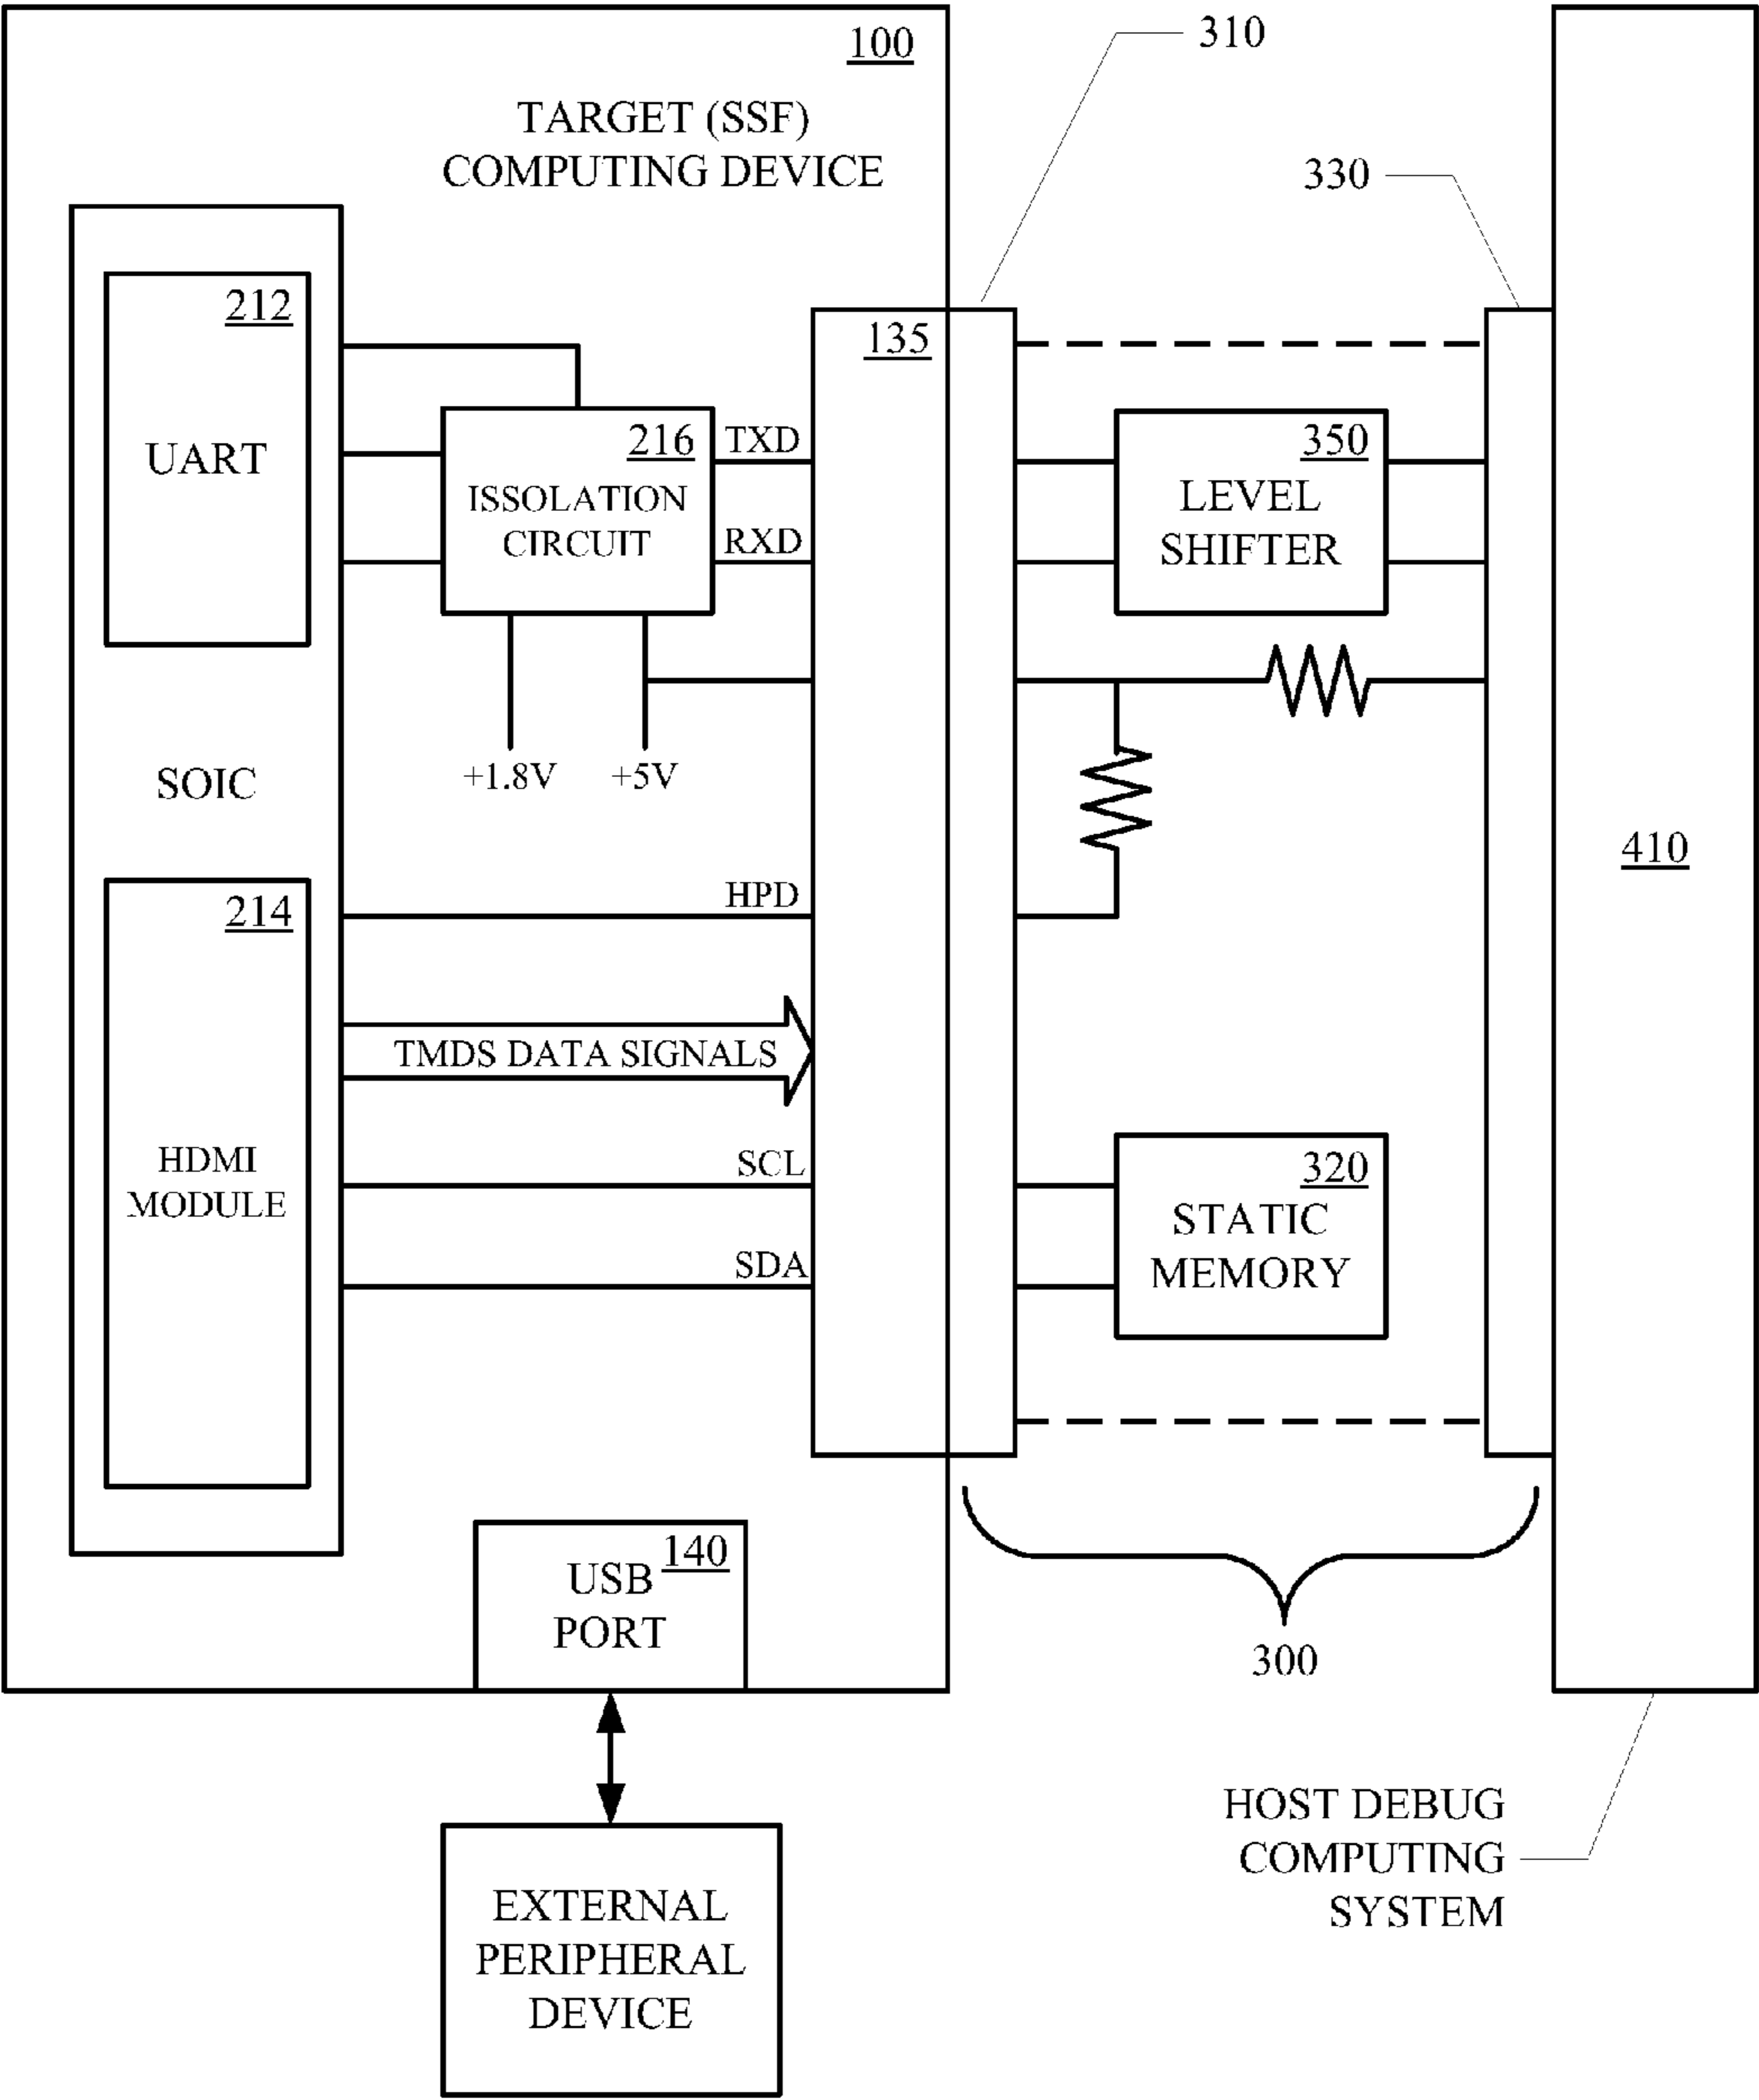 100
310
TARGET (SSF)
COMPUTING DEVICE
330
212
UART
135
216
ISSOLATION
CIRCUIT
TXD
RXD
350
LEVEL
SHIFTER
+1.8V
+5V
SOIC
410
214
HDMI
MODULE
HPD
TMDS DATA SIGNALS
SCL
SDA
320
STATIC
MEMORY
140
USB
PORT
300
HOST DEBUG
COMPUTING
SYSTEM
EXTERNAL
PERIPHERAL
DEVICE